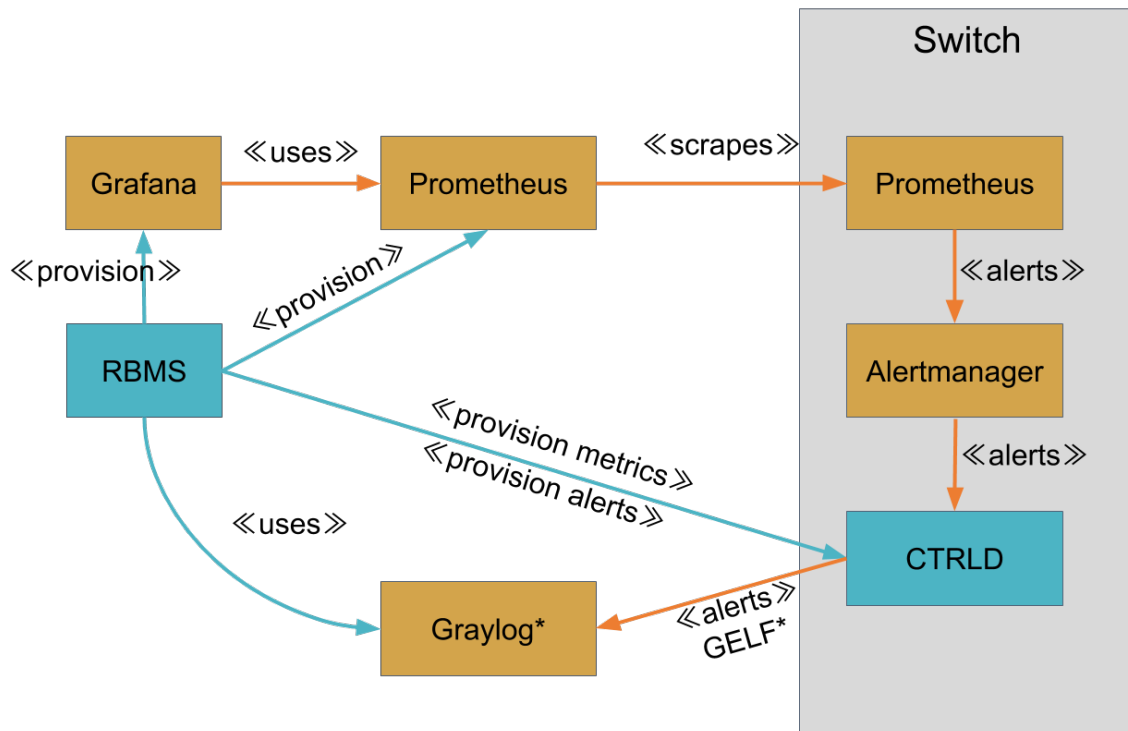 Switch
≪uses≫
≪scrapes≫
Grafana
Prometheus
Prometheus
≪provision≫
≪provision≫
≪alerts≫
RBMS
Alertmanager
≪provision metrics≫
≪provision alerts≫
≪alerts≫
≪uses≫
CTRLD
Graylog*
≪alerts≫
GELF*